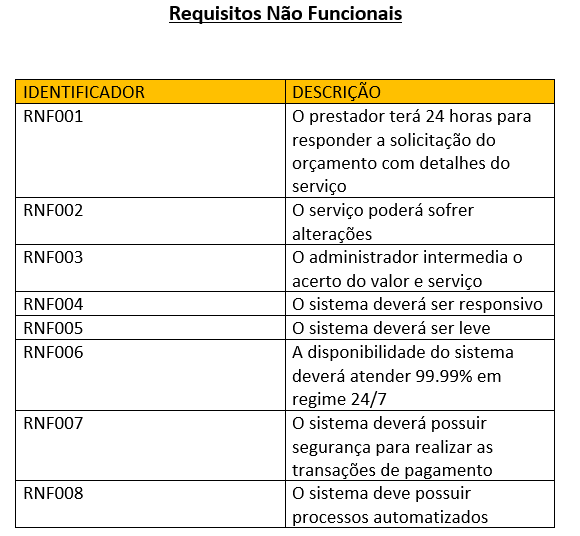 Requisitos Não Funcionais
IDENTIFICADOR DESCRIÇÃO
RNF001 O prestador terá 24 horas para
responder a solicitação do
orçamento com detalhes do
serviço
RNF002 O serviço poderá sofrer
alterações
RNF003 O administrador intermedia o
acerto do valor e serviço
RNF004 O sistema deverá ser responsivo
RNF005 O sistema deverá ser leve
RNF006 A disponibilidade do sistema
deverá atender 99.99% em
regime 24/7
RNF007 O sistema deverá possuir
segurança para realizar as
transações de pagamento
RNF008 O sistema deve possuir
processos automatizados